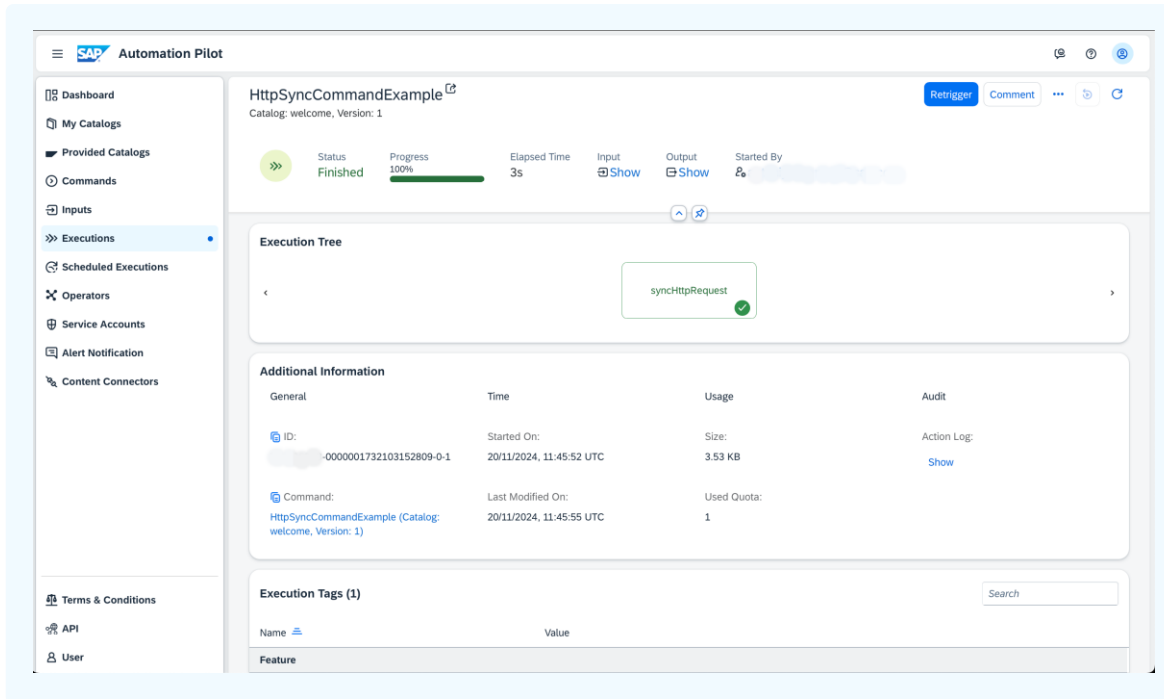 SAP Automation Pilot
Dashboard
My Catalogs
Provided Catalogs
Commands
Inputs
Executions
Scheduled Executions
Operators
Service Accounts
Alert Notification
Content Connectors
Terms & Conditions
API
User
HttpSyncCommandExample
Catalog: welcome, Version: 1
Retrigger Comment
Status Progress Elapsed Time Input Output Started By
Finished 100% 3s Show Show
Execution Tree
syncHttpRequest
Additional Information
General Time Usage Audit
ID: Started On: Size: Action Log:
-0000001732103152809-0-1 20/11/2024, 11:45:52 UTC 3.53 KB Show
Command: Last Modified On: Used Quota:
HttpSyncCommandExample (Catalog: 20/11/2024, 11:45:55 UTC 1
welcome, Version: 1)
Execution Tags (1) Search
Name Value
Feature